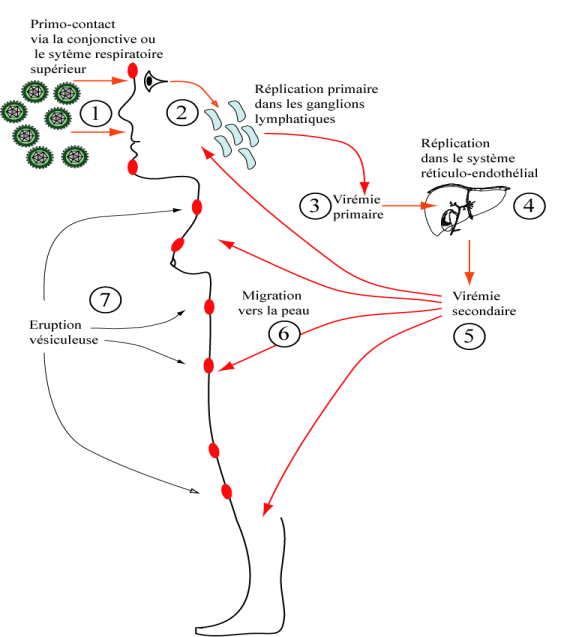 Primo-contact
via la conjonctive ou
le sytème respiratoire
supérieur
1
2
Réplication primaire
dans les ganglions
lymphatiques
3
Virémie
primaire
Réplication
dans le système
réticulo-endothélial
4
Virémie
secondaire
5
Migration
vers la peau
6
7
Eruption
vésiculeuse